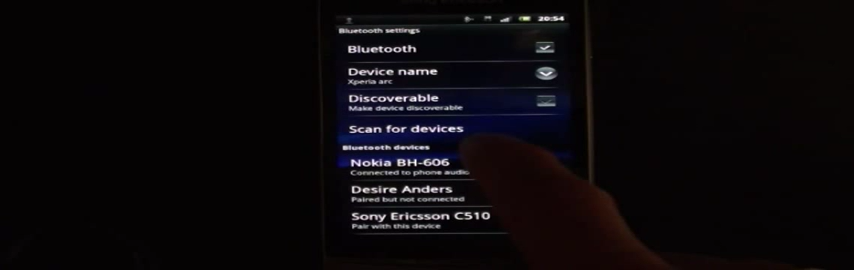 20:54
Bluetooth settings
Bluetooth
Device name
Xperia arc
Discoverable
Make device discoverable
Scan for devices
Bluetooth devices
Nokia BH-606
Connected to phone audio
Desire Anders
Paired but not connected
Sony Ericsson C510
Pair with this device